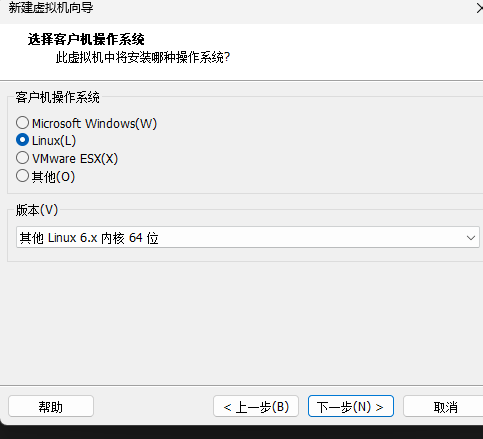 新建虚拟机向导
选择客户机操作系统
此虚拟机中将安装哪种操作系统?
客户机操作系统
Microsoft Windows(W)
Linux(L)
VMware ESX(X)
其他(O)
版本(V)
其他 Linux 6.x 内核 64 位
帮助
< 上一步(B)
下一步(N) >
取消